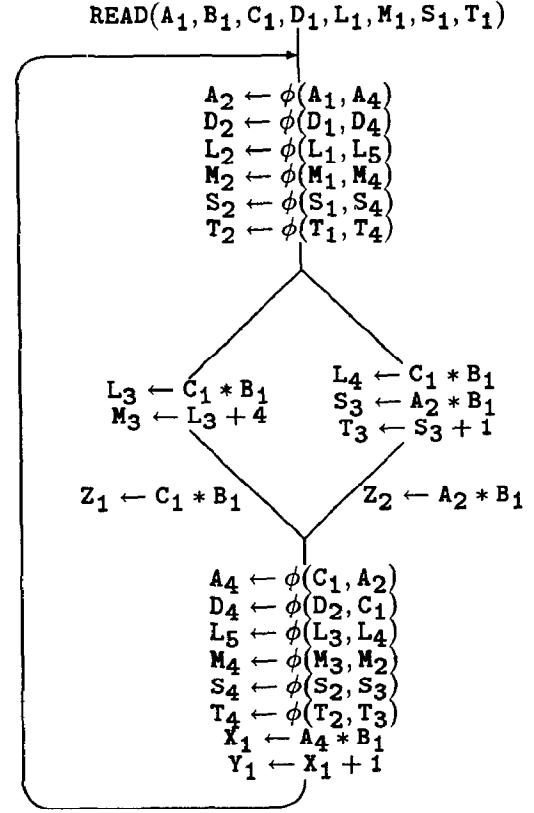 READ(A₁, B₁, C₁, D₁, L₁, M₁, S₁, T₁)
A₂ ← ϕ(A₁, A₄)
D₂ ← ϕ(D₁, D₄)
L₂ ← ϕ(L₁, L₅)
M₂ ← ϕ(M₁, M₄)
S₂ ← ϕ(S₁, S₄)
T₂ ← ϕ(T₁, T₄)
L₃ ← C₁ * B₁
M₃ ← L₃ + 4
L₄ ← C₁ * B₁
S₃ ← A₂ * B₁
T₃ ← S₃ + 1
Z₁ ← C₁ * B₁
Z₂ ← A₂ * B₁
A₄ ← ϕ(C₁, A₂)
D₄ ← ϕ(D₂, C₁)
L₅ ← ϕ(L₃, L₄)
M₄ ← ϕ(M₃, M₂)
S₄ ← ϕ(S₂, S₃)
T₄ ← ϕ(T₂, T₃)
X₁ ← A₄ * B₁
Y₁ ← X₁ + 1